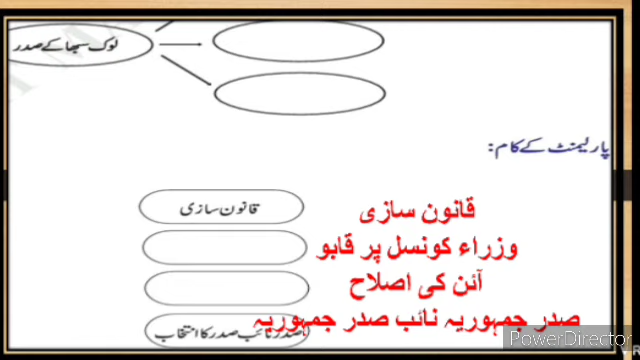 لوک سبھا کے صدر
پارلیمنٹ کے کام:
قانون سازی
قانون سازی
وزراء کونسل پر قابو
آئن کی اصلاح
صدر جمہوریہ نائب صدر جمہوریہ
صدر نائب صدر کا انتخاب
PowerDirector